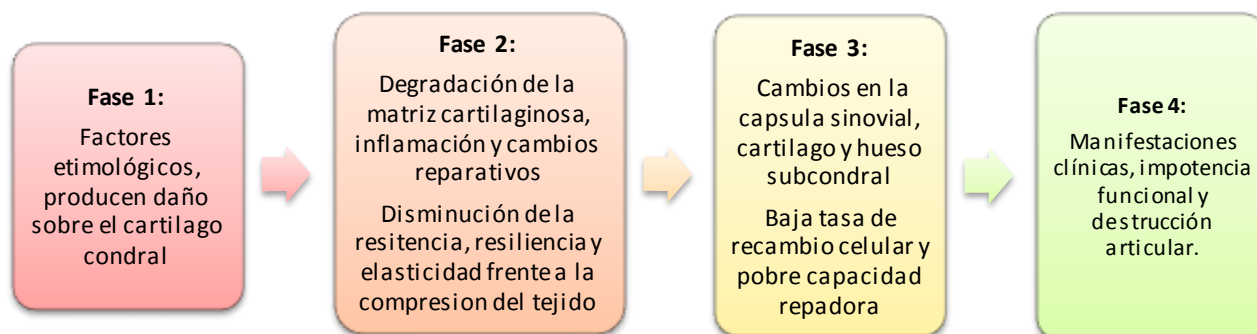 Fase 1:
Factores
etimológicos,
producen daño
sobre el cartilago
condral
Fase 2:
Degradación de la
matriz cartilaginosa,
inflamación y cambios
reparativos
Disminución de la
resitencia, resiliencia y
elasticidad frente a la
compresion del tejido
Fase 3:
Cambios en la
capsula sinovial,
cartilago y hueso
subcondral
Baja tasa de
recambio celular y
pobre capacidad
repadora
Fase 4:
Manifestaciones
clínicas, impotencia
funcional y
destrucción
articular.